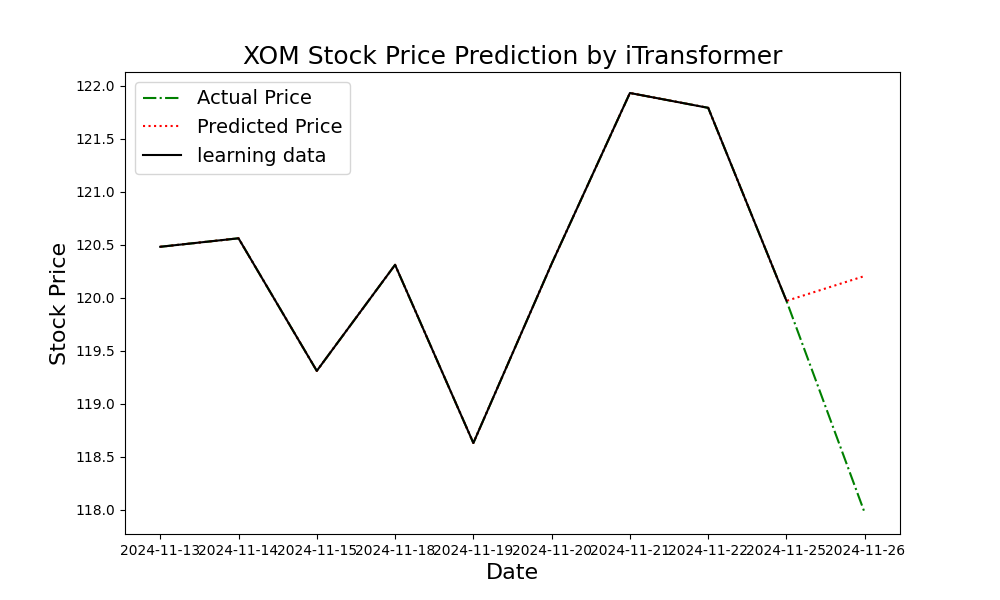 XOM Stock Price Prediction by iTransformer
Actual Price
Predicted Price
learning data
122.0
121.5
121.0
120.5
120.0
119.5
119.0
118.5
118.0
Stock Price
2024-11-13 2024-11-14 2024-11-15 2024-11-18 2024-11-19 2024-11-20 2024-11-21 2024-11-22 2024-11-25 2024-11-26
Date